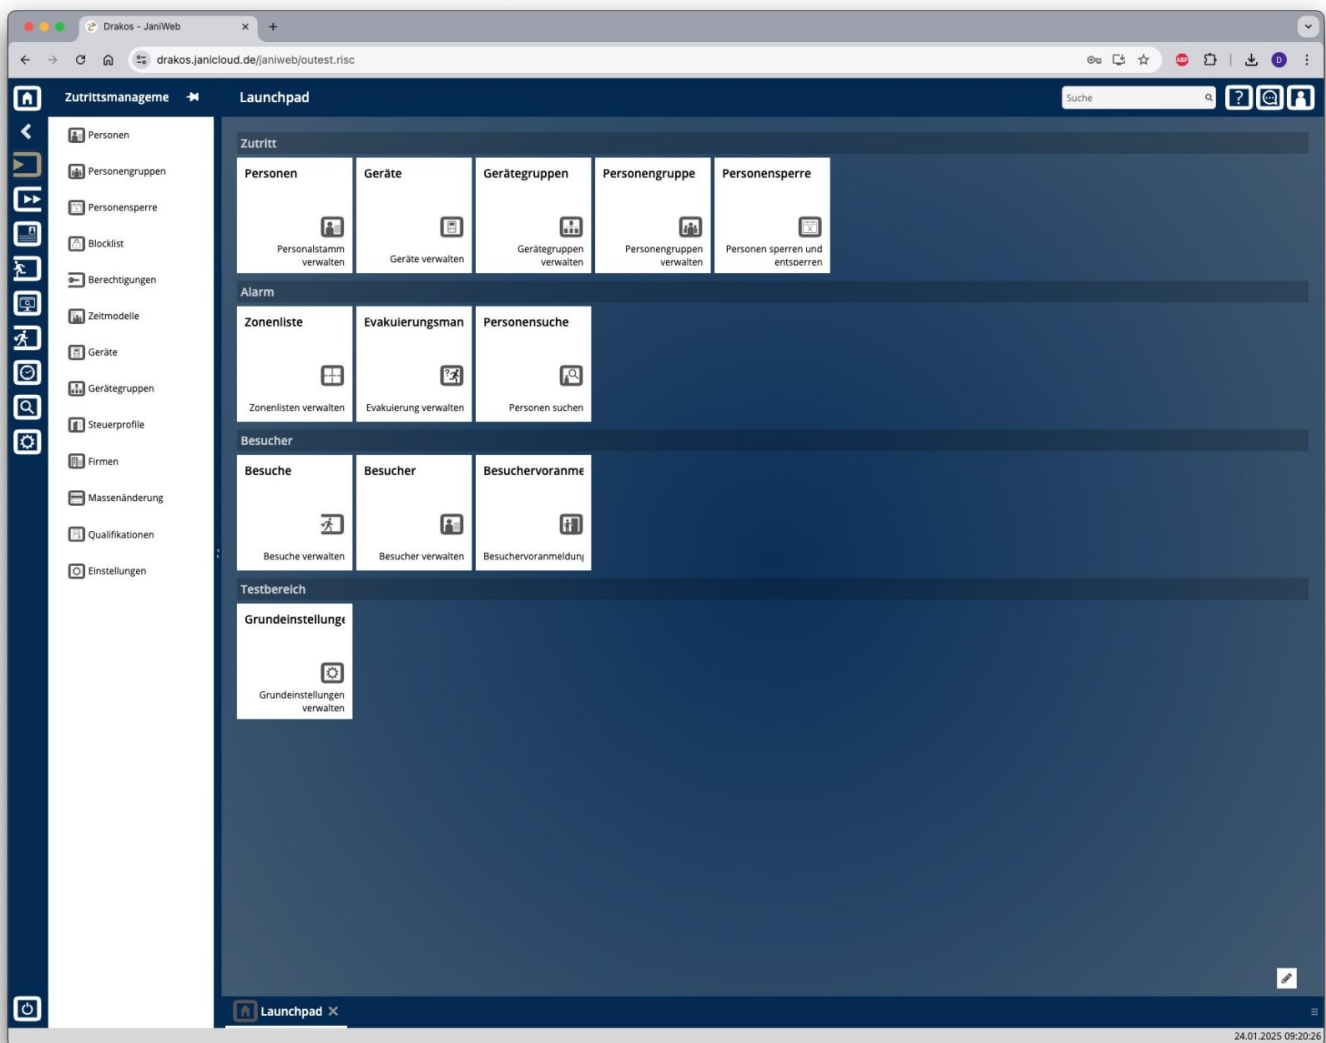 Drakos - JaniWeb
drakos.janicloud.de/janiweb/outest.risc
ABP
D
Zutrittsmanageme
Launchpad
Suche
Personen
Personengruppen
Personensperre
Blocklist
Berechtigungen
Zeitmodelle
Geräte
Gerätegruppen
Steuerprofile
Firmen
Massenänderung
Qualifikationen
Einstellungen
Zutritt
Personen
Personalstamm
verwalten
Geräte
Geräte verwalten
Gerätegruppen
Gerätegruppen
verwalten
Personengruppe
Personengruppen
verwalten
Personensperre
Personen sperren und
entsperren
Alarm
Zonenliste
Zonenlisten verwalten
Evakuierungsman
Evakuierung verwalten
Personensuche
Personen suchen
Besucher
Besuche
Besuche verwalten
Besucher
Besucher verwalten
Besuchervoranme
Besuchervoranmeldung
Testbereich
Grundeinstellunge
Grundeinstellungen
verwalten
Launchpad
24.01.2025 09:20:26